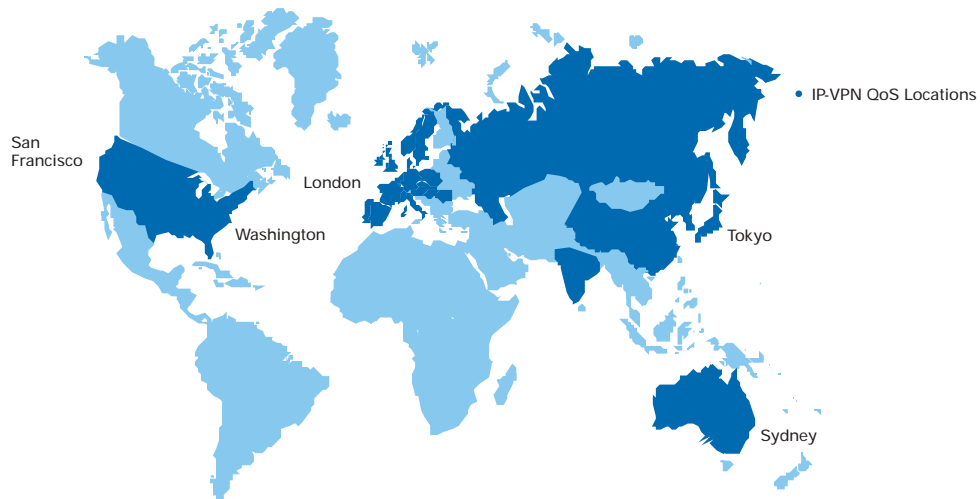 IP-VPN QoS Locations
San
Francisco
London
Washington
Tokyo
Sydney